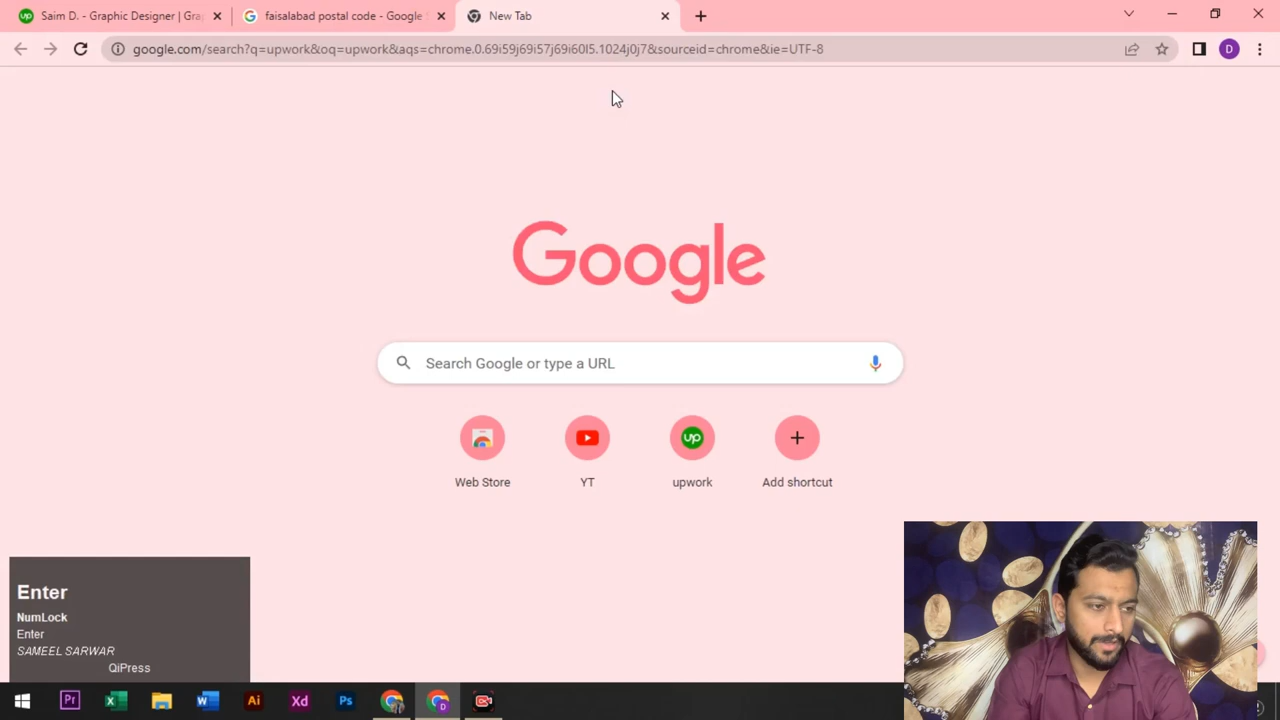 Saim D. - Graphic Designer | Gra
faisalabad postal code - Google
New Tab
google.com/search?q=upwork&oq=upwork&aqs=chrome.0.69i59j69i57j69i60l5.1024j0j7&sourceid=chrome&ie=UTF-8
D
Google
Search Google or type a URL
up
Web Store
YT
upwork
Add shortcut
Enter
NumLock
Enter
SAMEEL SARWAR
QiPress
Pr
Ai
Xd
Ps
D